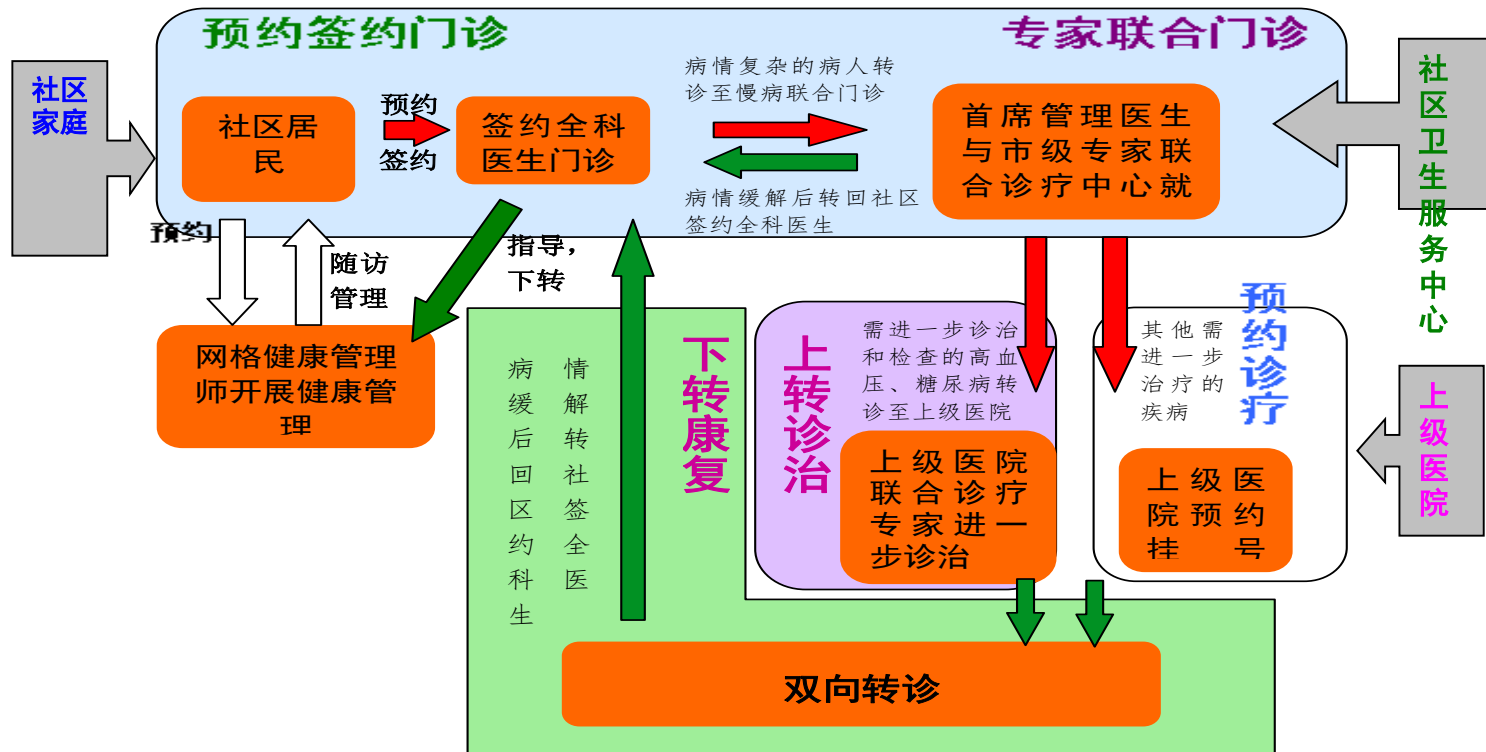 预约签约门诊
专家联合门诊
社区
家庭
社区居
民
预约
签约
签约全科
医生门诊
病情复杂的病人转
诊至慢病联合门诊
病情缓解后转回社区
签约全科医生
首席管理医生
与市级专家联
合诊疗中心就
社区卫生服务中心
预约
随访
管理
指导，
下转
网格健康管理
师开展健康管
理
病情
缓解
后转
回社
区签
约全
科医
生
下转康复
上转诊治
需进一步诊治
和检查的高血
压、糖尿病转
诊至上级医院
上级医院
联合诊疗
专家进一
步诊治
其他需
进一步
治疗的
疾病
预约诊疗
上级医
院预约
挂号
上级医院
双向转诊